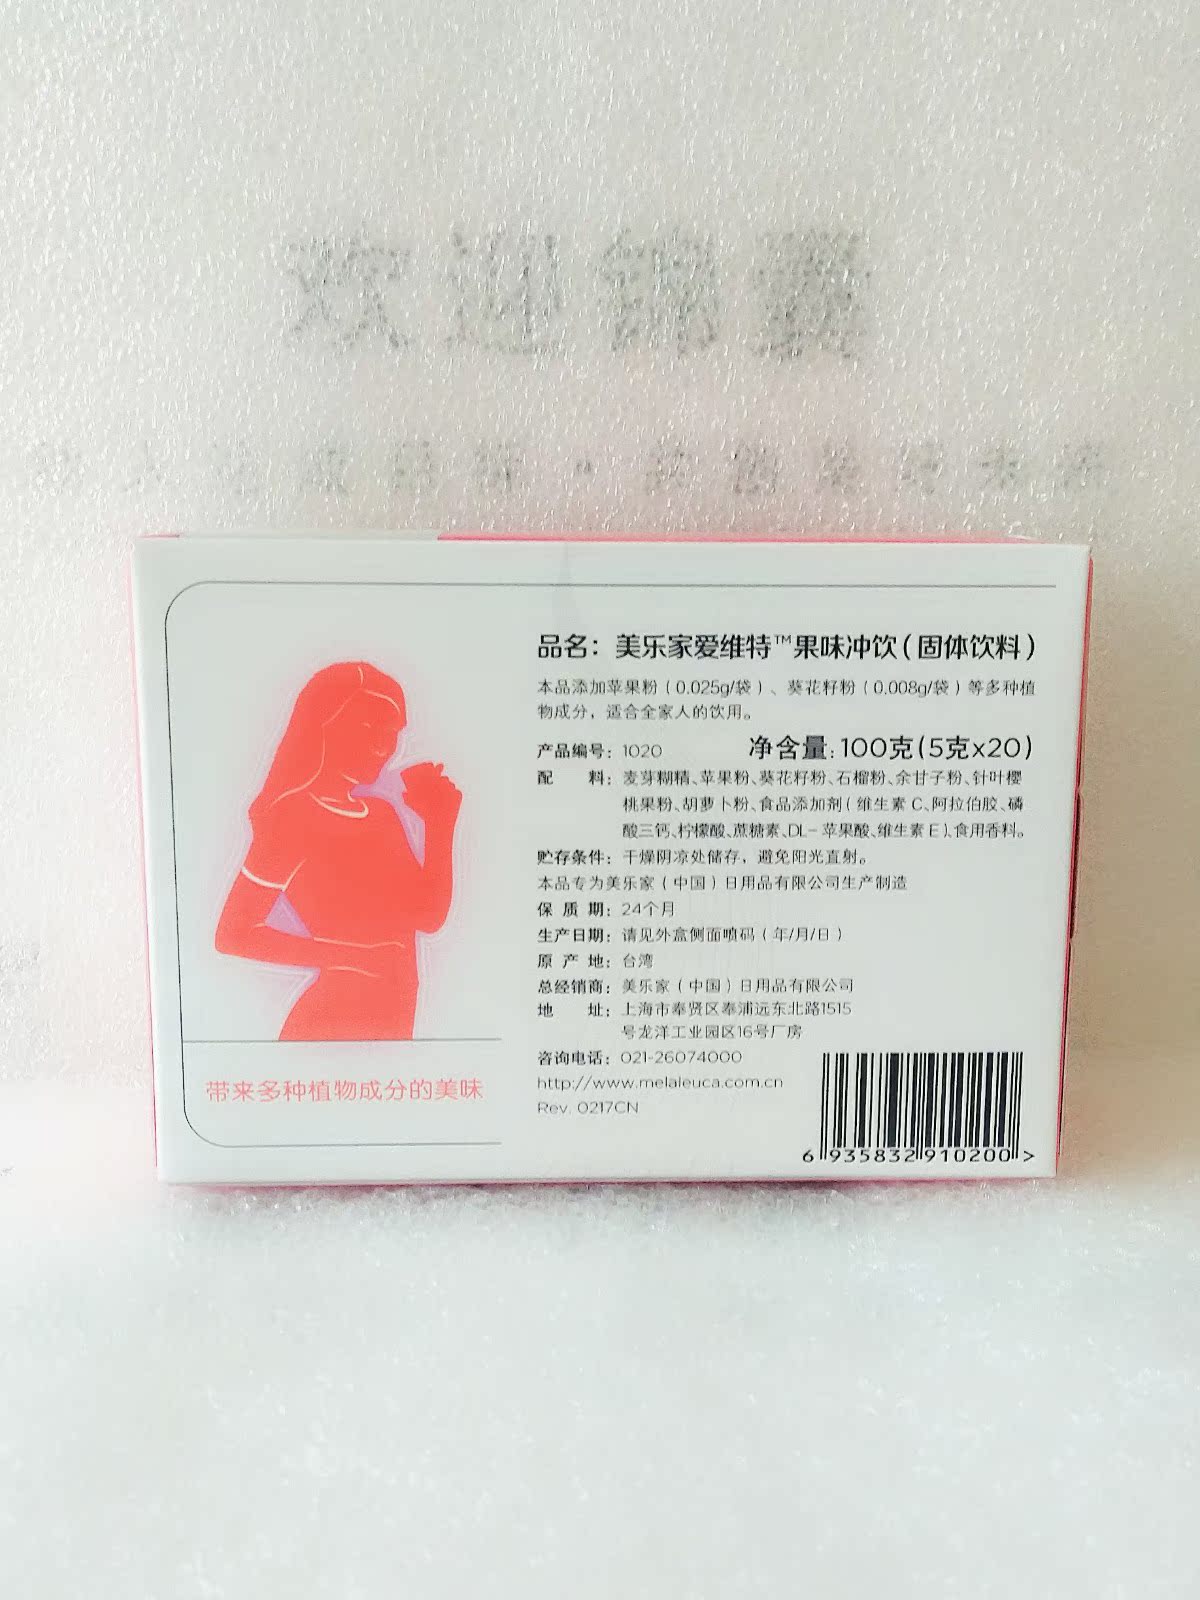 欢迎锦囊
品名：美乐家爱维特™果味冲饮(固体饮料)
本品添加苹果粉（0.025g/袋）、葵花籽粉（0.008g/袋）等多种植
物成分，适合全家人的饮用。
产品编号：1020 净含量：100克(5克x20)
配 料：麦芽糊精、苹果粉、葵花籽粉、石榴粉、余甘子粉、针叶樱
桃果粉、胡萝卜粉、食品添加剂(维生素C、阿拉伯胶、磷
酸三钙、柠檬酸、蔗糖素、DL-苹果酸、维生素E)、食用香料。
贮存条件：干燥阴凉处储存，避免阳光直射。
本品专为美乐家（中国）日用品有限公司生产制造
保 质 期：24个月
生产日期：请见外盒侧面喷码（年/月/日）
原 产 地：台湾
总经销商：美乐家（中国）日用品有限公司
地 址：上海市奉贤区奉浦远东北路1515
号龙洋工业园区16号厂房
咨询电话：021-26074000
http://www.melaleuca.com.cn
Rev. 0217CN
6 935832 910200 >
带来多种植物成分的美味